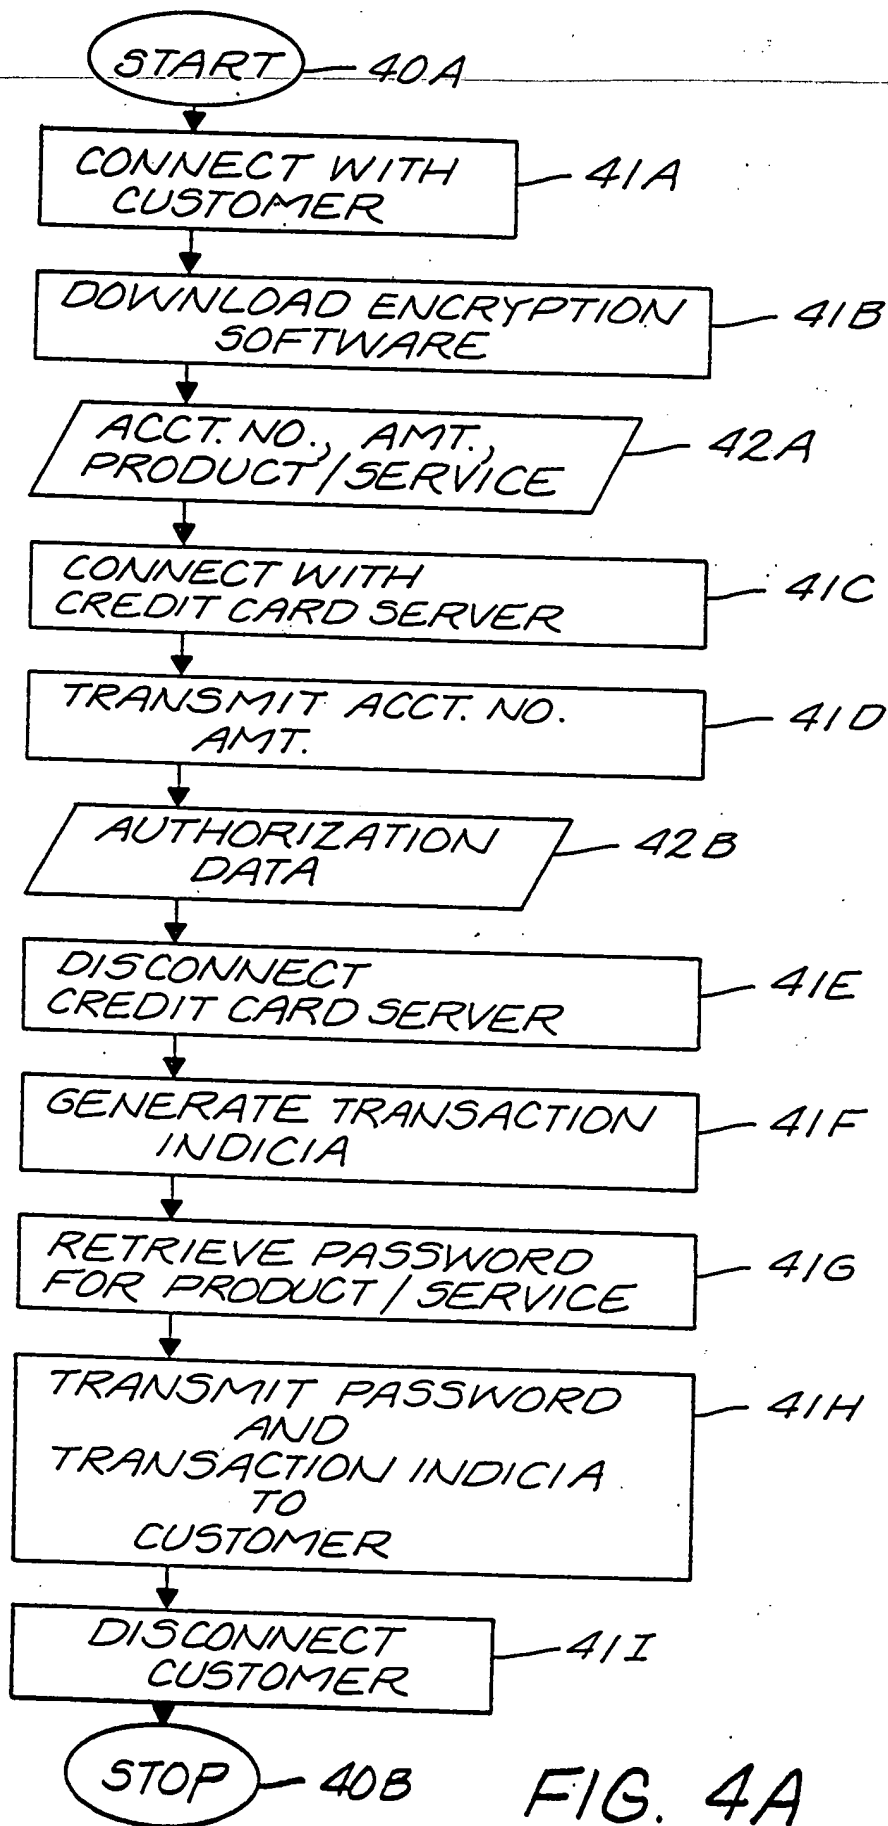 START
40A
CONNECT WITH
CUSTOMER
41A
DOWNLOAD ENCRYPTION
SOFTWARE
41B
ACCT. NO., AMT.,
PRODUCT/SERVICE
42A
CONNECT WITH
CREDIT CARD SERVER
41C
TRANSMIT ACCT. NO.
AMT.
41D
AUTHORIZATION
DATA
42B
DISCONNECT
CREDIT CARD SERVER
41E
GENERATE TRANSACTION
INDICIA
41F
RETRIEVE PASSWORD
FOR PRODUCT / SERVICE
41G
TRANSMIT PASSWORD
AND
TRANSACTION INDICIA
TO
CUSTOMER
41H
DISCONNECT
CUSTOMER
41I
STOP
40B
FIG. 4A